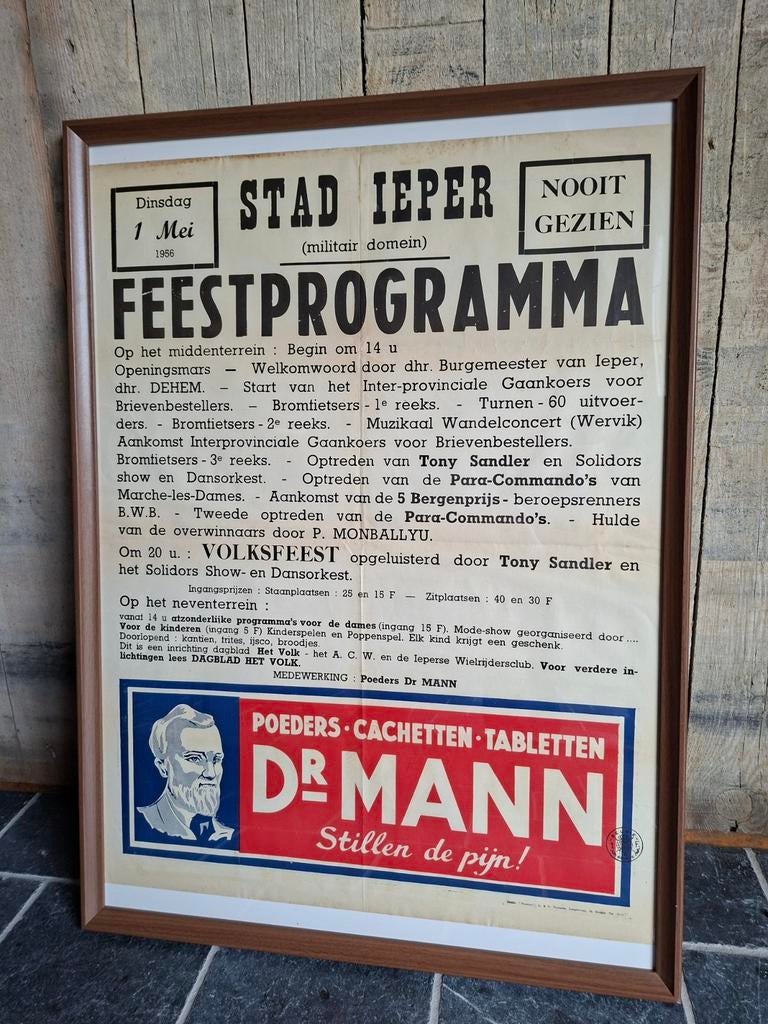 Dinsdag
1 Mei
1956
STAD IEPER
(militair domein)
NOOIT
GEZIEN
FEESTPROGRAMMA
Op het middenterrein : Begin om 14 u
Openingsmars — Welkomwoord door dhr. Burgemeester van Ieper,
dhr. DEHEM. — Start van het Inter-provinciale Gaankoers voor
Brievenbestellers. — Bromfietsers - 1e reeks. - Turnen - 60 uitvoer-
ders. - Bromfietsers - 2e reeks. - Muzikaal Wandelconcert (Wervik)
Aankomst Interprovinciale Gaankoers voor Brievenbestellers.
Bromfietsers - 3e reeks. - Optreden van Tony Sandler en Solidors
show en Dansorkest. - Optreden van de Para-Commando's van
Marche-les-Dames. - Aankomst van de 5 Bergenprijs - beroepsrenners
B.W.B. - Tweede optreden van de Para-Commando's. - Hulde
van de overwinnaars door P. MONBALLYU.
Om 20 u. : VOLKSFEEST opgeluisterd door Tony Sandler en
het Solidors Show- en Dansorkest.
Ingangsprijzen : Staanplaatsen : 25 en 15 F — Zitplaatsen : 40 en 30 F
Op het neventerrein :
vanaf 14 u afzonderlijke programma's voor de dames (ingang 15 F). Mode-show georganiseerd door ....
Voor de kinderen (ingang 5 F) Kinderspelen en Poppenspel. Elk kind krijgt een geschenk.
Doorlopend : kantien, frites, ijsco, broodjes.
Dit is een inrichting dagblad Het Volk - het A. C. W. en de Ieperse Wielrijdersclub. Voor verdere in-
lichtingen lees DAGBLAD HET VOLK.
MEDEWERKING : Poeders Dr MANN
POEDERS · CACHETTEN · TABLETTEN
DR MANN
Stillen de pijn!